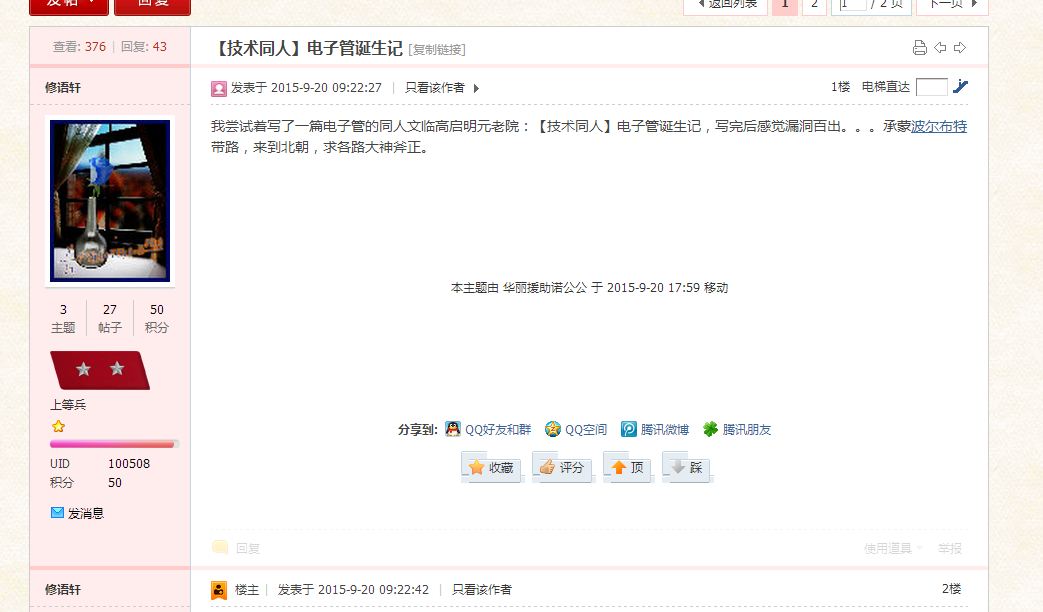 发帖 回复
返回列表 1 2 1 / 2 页 下一页
查看: 376 | 回复: 43
【技术同人】电子管诞生记 [复制链接]
修语轩
发表于 2015-9-20 09:22:27 | 只看该作者
1楼 电梯直达
我尝试着写了一篇电子管的同人文临高启明元老院：【技术同人】电子管诞生记，写完后感觉漏洞百出。。。承蒙波尔布特
带路，来到北朝，求各路大神斧正。
本主题由 华丽援助诺公公 于 2015-9-20 17:59 移动
3 27 50
主题 帖子 积分
上等兵
UID 100508
积分 50
发消息
分享到: QQ好友和群 QQ空间 腾讯微博 腾讯朋友
收藏 评分 顶 踩
回复 使用道具 举报
修语轩
楼主 | 发表于 2015-9-20 09:22:42 | 只看该作者
2楼